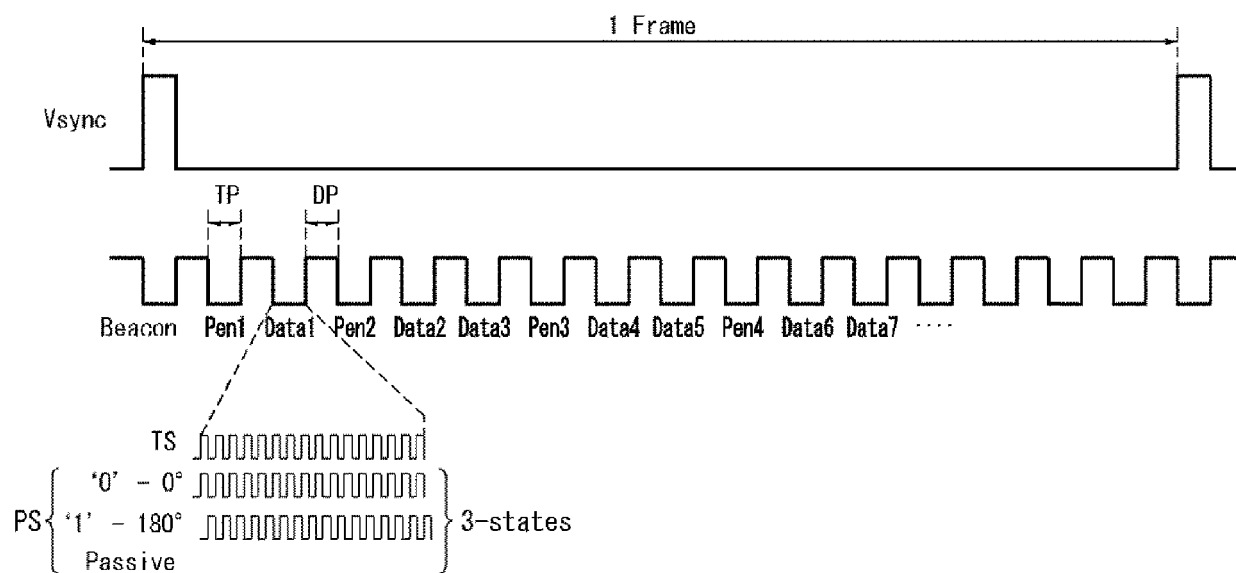 1 Frame
Vsync
TP DP
Beacon Pen1 Data1 Pen2 Data2 Data3 Pen3 Data4 Data5 Pen4 Data6 Data7 ····
TS
‘0’ - 0°
PS ‘1’ - 180° 3-states
Passive